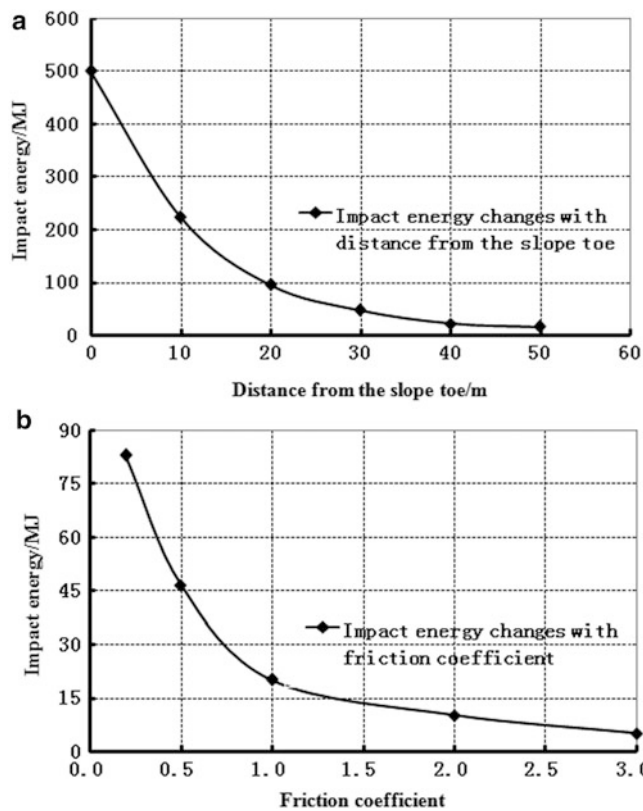 a
600
500
400
300
200
100
0
Impact energy/MJ
Impact energy changes with
distance from the slope toe
0 10 20 30 40 50 60
Distance from the slope toe/m
b
90
75
60
45
30
15
0
Impact energy/MJ
Impact energy changes with
friction coefficient
0.0 0.5 1.0 1.5 2.0 2.5 3.0
Friction coefficient